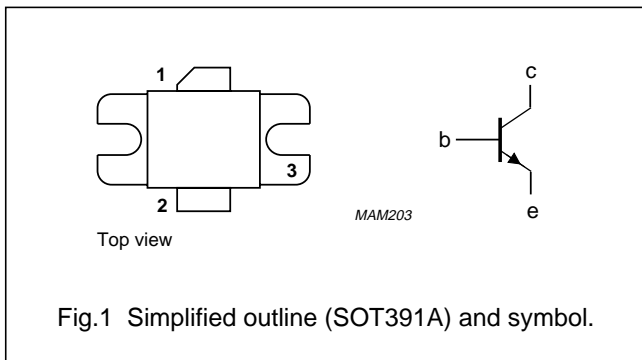 1
c
b
3
2
MAM203
e
Top view
Fig.1 Simplified outline (SOT391A) and symbol.